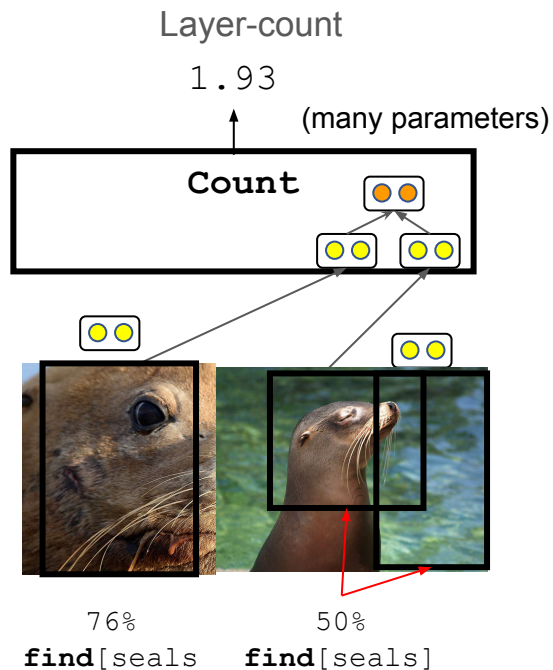 Layer-count
1.93
(many parameters)
Count
76% 50%
find[seals find[seals]